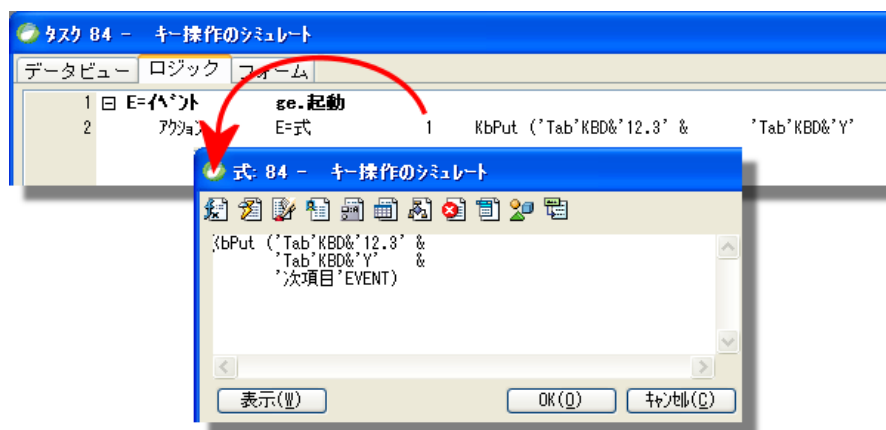 タスク 84 - キー操作のシミュレート
データビュー ロジック フォーム
1 E=イベント ge.起動
2 アクション E=式 1 KbPut ('Tab'KBD&'12.3' & 'Tab'KBD&'Y'
式: 84 - キー操作のシミュレート
KbPut ('Tab'KBD&'12.3' &
'Tab'KBD&'Y' &
'次項目'EVENT)
表示(W) OK(O) キャンセル(C)